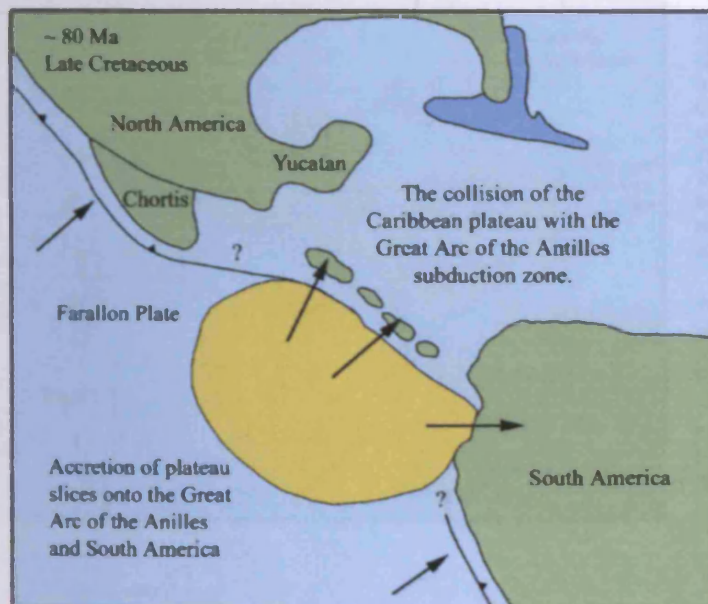 ~ 80 Ma
Late Cretaceous
North America
Yucatan
Chortis
The collision of the
Caribbean plateau with the
Great Arc of the Antilles
subduction zone.
?
Farallon Plate
Accretion of plateau
slices onto the Great
Arc of the Anilles
and South America
South America
?